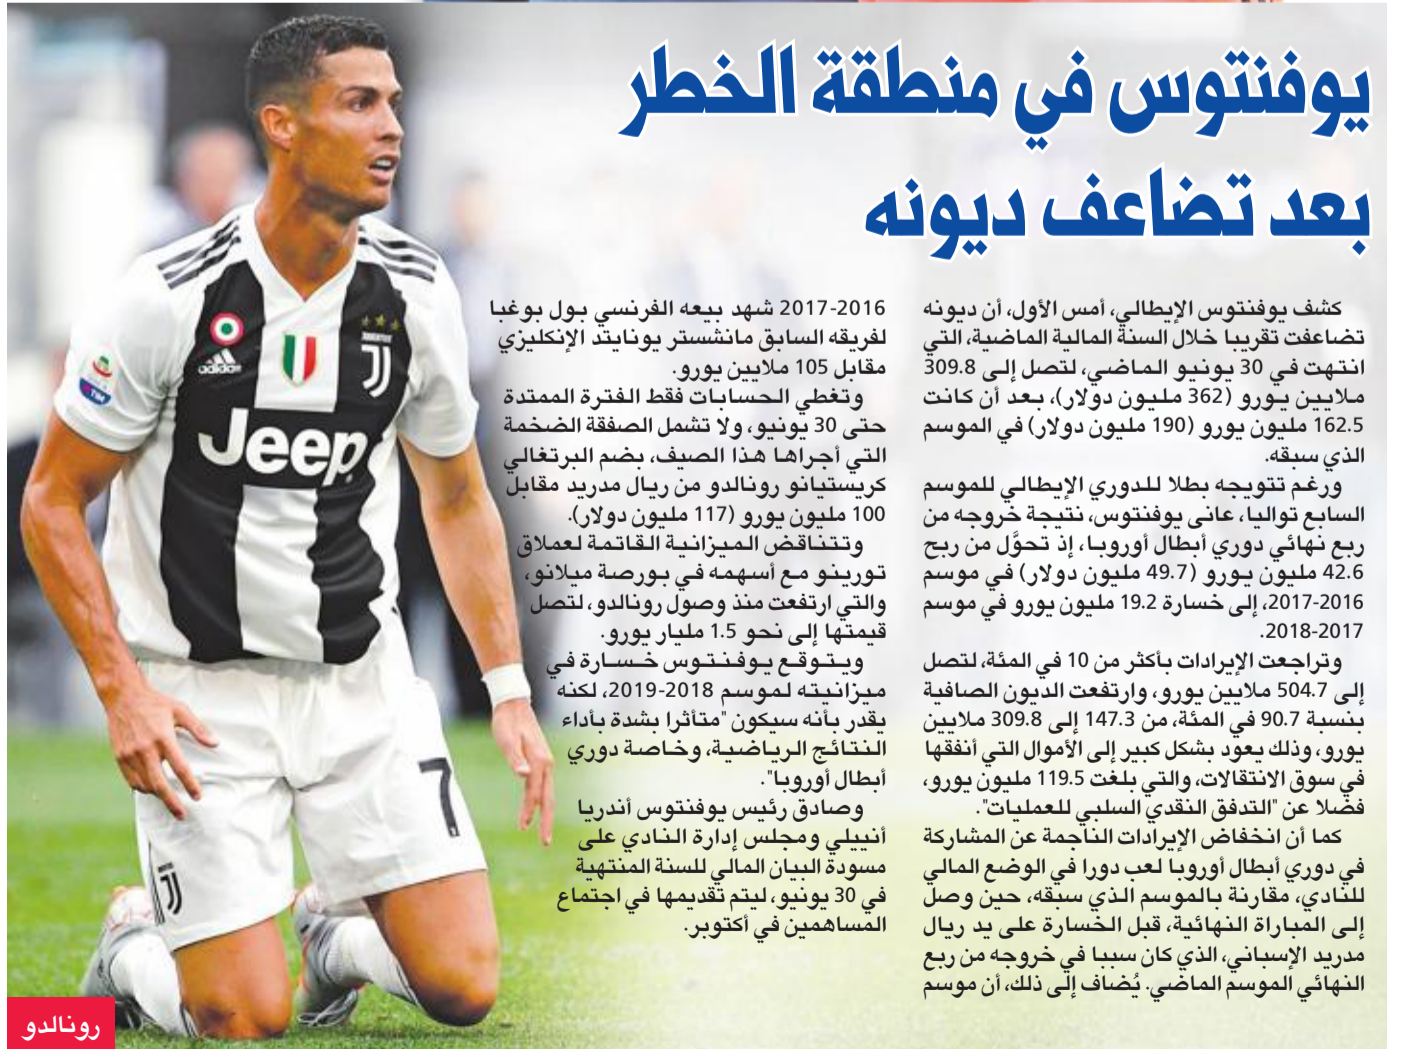 يوفنتوس في منطقة الخطر
بعد تضاعف ديونه
كشف يوفنتوس الإيطالي، أمس الأول، أن ديونه
تضاعفت تقريبا خلال السنة المالية الماضية، التي
انتهت في 30 يونيو الماضي، لتصل إلى 309.8
ملايين يورو (362 مليون دولار)، بعد أن كانت
162.5 مليون يورو (190 مليون دولار) في الموسم
الذي سبقه.
ورغم تتويجه بطلا للدوري الإيطالي للموسم
السابع تواليا، عانى يوفنتوس، نتيجة خروجه من
ربع نهائي دوري أبطال أوروبا، إذ تحوَّل من ربح
42.6 مليون يورو (49.7 مليون دولار) في موسم
2016-2017، إلى خسارة 19.2 مليون يورو في موسم
2017-2018.
وتراجعت الإيرادات بأكثر من 10 في المئة، لتصل
إلى 504.7 ملايين يورو، وارتفعت الديون الصافية
بنسبة 90.7 في المئة، من 147.3 إلى 309.8 ملايين
يورو، وذلك يعود بشكل كبير إلى الأموال التي أنفقها
في سوق الانتقالات، والتي بلغت 119.5 مليون يورو،
فضلا عن "التدفق النقدي السلبي للعمليات".
كما أن انخفاض الإيرادات الناجمة عن المشاركة
في دوري أبطال أوروبا لعب دورا في الوضع المالي
للنادي، مقارنة بالموسم الذي سبقه، حين وصل
إلى المباراة النهائية، قبل الخسارة على يد ريال
مدريد الإسباني، الذي كان سببا في خروجه من ربع
النهائي الموسم الماضي. يُضاف إلى ذلك، أن موسم
2016-2017 شهد بيعه الفرنسي بول بوغبا
لفريقه السابق مانشستر يونايتد الإنكليزي
مقابل 105 ملايين يورو.
وتغطي الحسابات فقط الفترة الممتدة
حتى 30 يونيو، ولا تشمل الصفقة الضخمة
التي أجراها هذا الصيف، بضم البرتغالي
كريستيانو رونالدو من ريال مدريد مقابل
100 مليون يورو (117 مليون دولار).
وتتناقض الميزانية القاتمة لعملاق
تورينو مع أسهمه في بورصة ميلانو،
والتي ارتفعت منذ وصول رونالدو، لتصل
قيمتها إلى نحو 1.5 مليار يورو.
ويتوقع يوفنتوس خسارة في
ميزانيته لموسم 2018-2019، لكنه
يقدر بأنه سيكون "متأثرا بشدة بأداء
النتائج الرياضية، وخاصة دوري
أبطال أوروبا".
وصادق رئيس يوفنتوس أندريا
أنييلي ومجلس إدارة النادي على
مسودة البيان المالي للسنة المنتهية
في 30 يونيو، ليتم تقديمها في اجتماع
المساهمين في أكتوبر.
adidas
TIM
Jeep
7
رونالدو